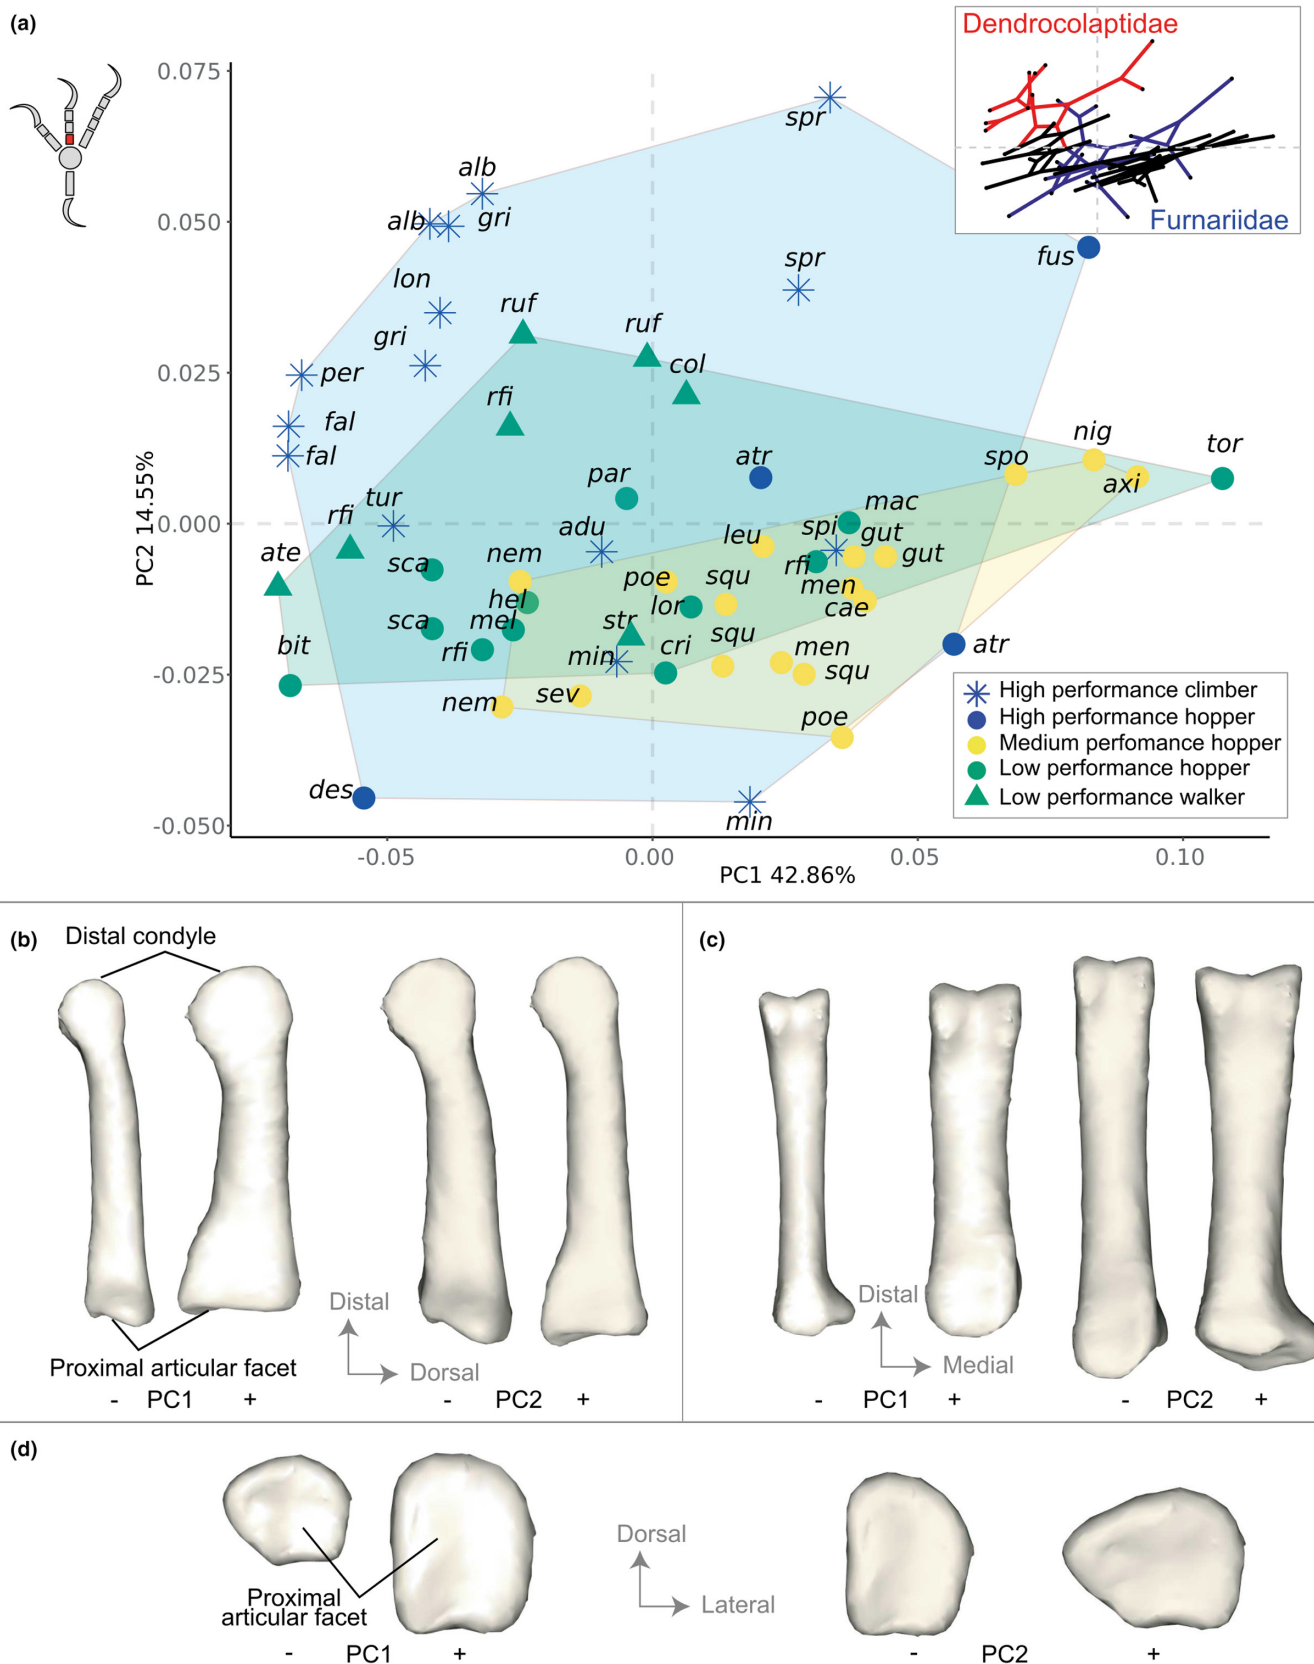 (a)
Dendrocolaptidae
Furnariidae
0.075
0.050
0.025
0.000
-0.025
-0.050
PC2 14.55%
-0.05
0.00
0.05
0.10
PC1 42.86%
spr
alb
alb
gri
fus
spr
lon
ruf
ruf
gri
col
per
rfi
fal
nig
tor
fal
atr
spo
par
axi
tur
mac
rfi
adu
spi
gut
leu
gut
ate
nem
sca
rfi
poe
squ
men
hel
lor
cae
sca
mel
str
squ
bit
rfi
min
cri
men
atr
squ
sev
nem
poe
des
min
High performance climber
High performance hopper
Medium perfomance hopper
Low performance hopper
Low performance walker
(b)
Distal condyle
Distal
Dorsal
Proximal articular facet
- PC1 +
- PC2 +
(c)
Distal
Medial
- PC1 +
- PC2 +
(d)
Proximal
articular facet
Dorsal
Lateral
- PC1 +
- PC2 +